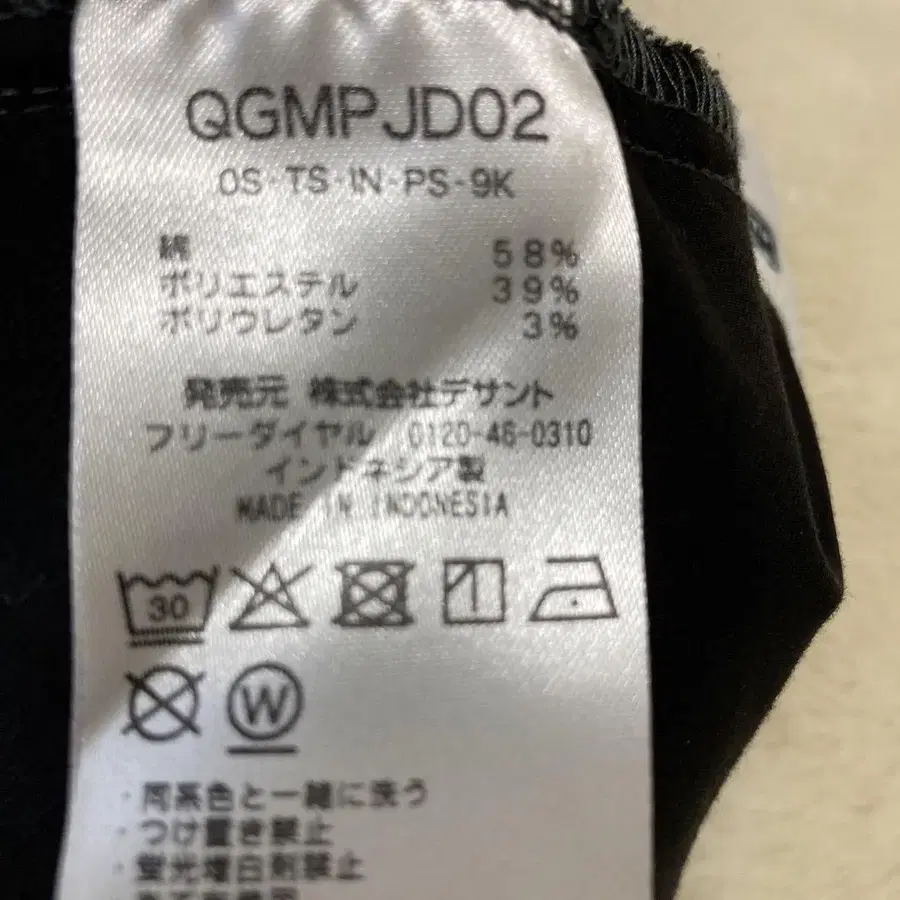 QGMPJD02
OS・TS・IN・PS・9K
綿 58%
ポリエステル 39%
ポリウレタン 3%
発売元 株式会社デサント
フリーダイヤル 0120-46-0310
インドネシア製
MADE IN INDONESIA
30
W
・同系色と一緒に洗う
・つけ置き禁止
・蛍光増白剤禁止